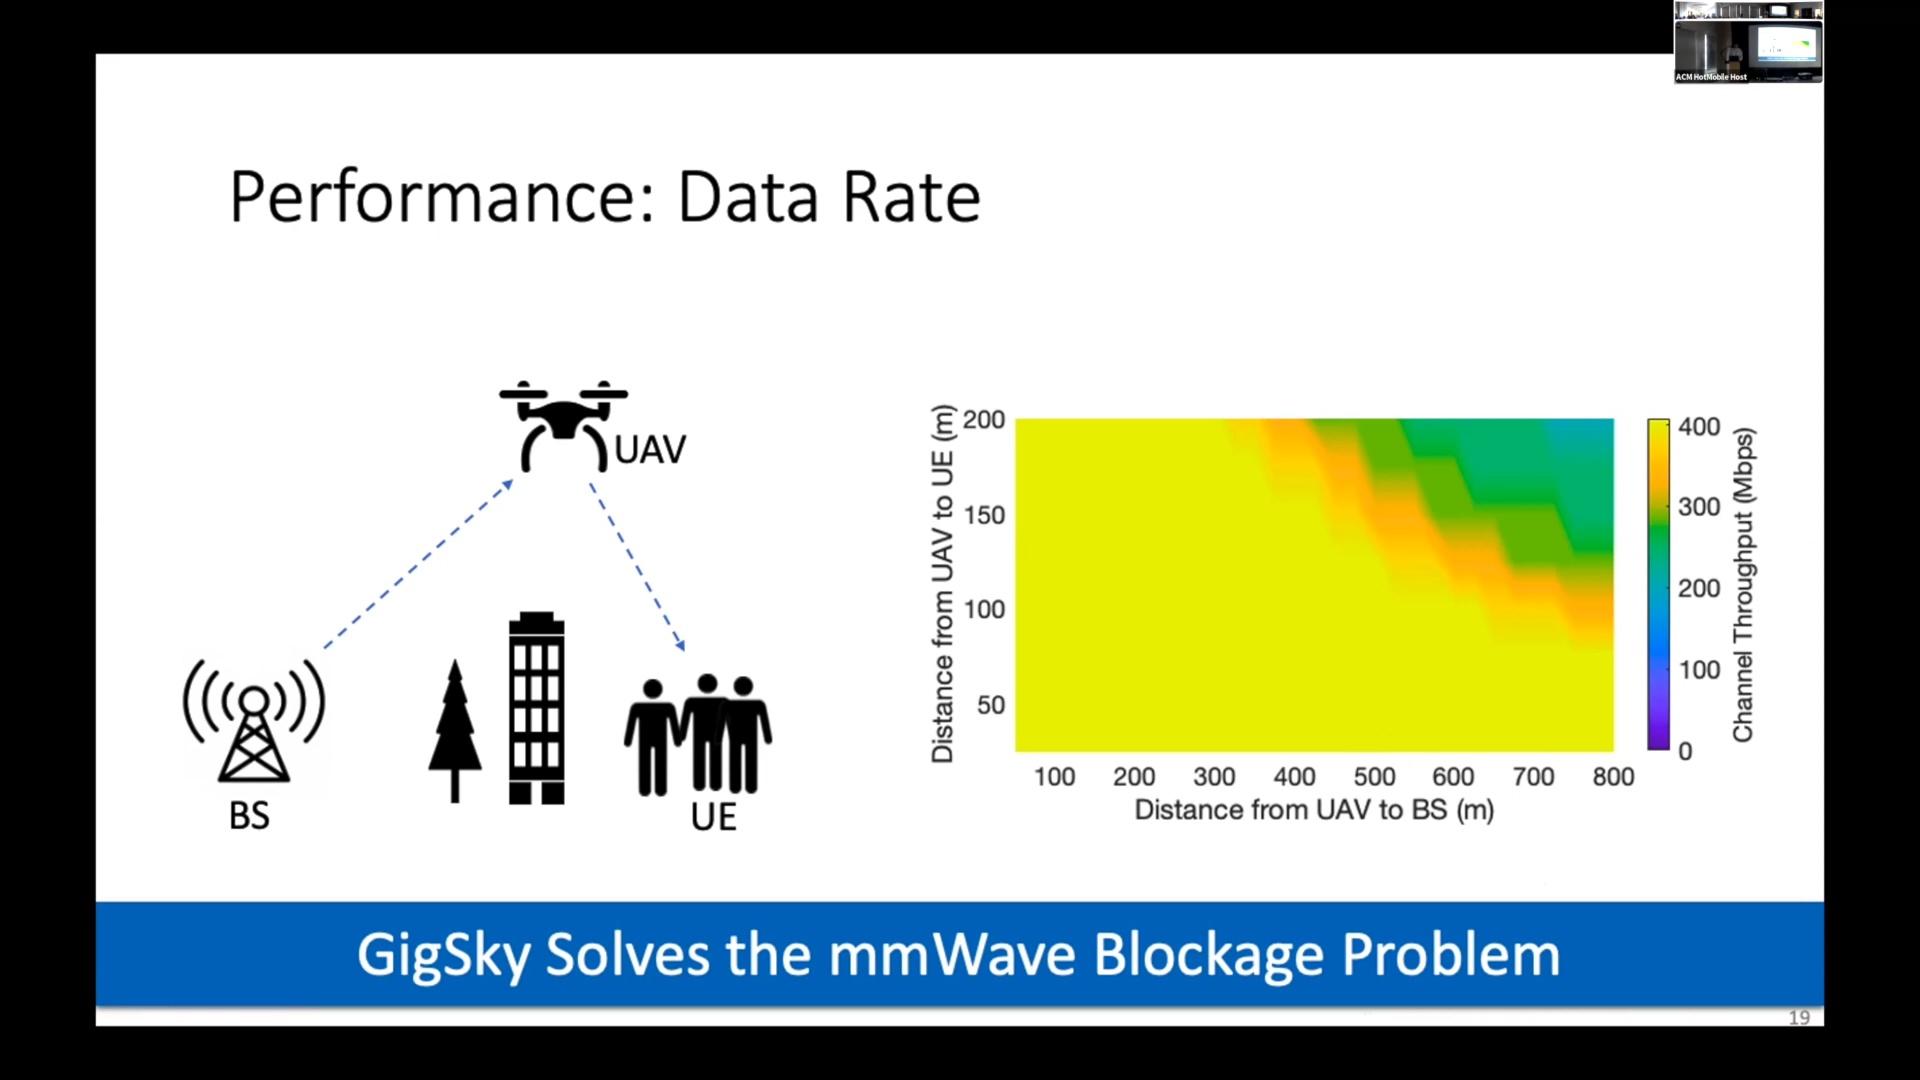 ACM HotMobile Host
Performance: Data Rate
UAV
BS
UE
Distance from UAV to UE (m)
200
150
100
50
100 200 300 400 500 600 700 800
Distance from UAV to BS (m)
400
300
200
100
0
Channel Throughput (Mbps)
GigSky Solves the mmWave Blockage Problem
19